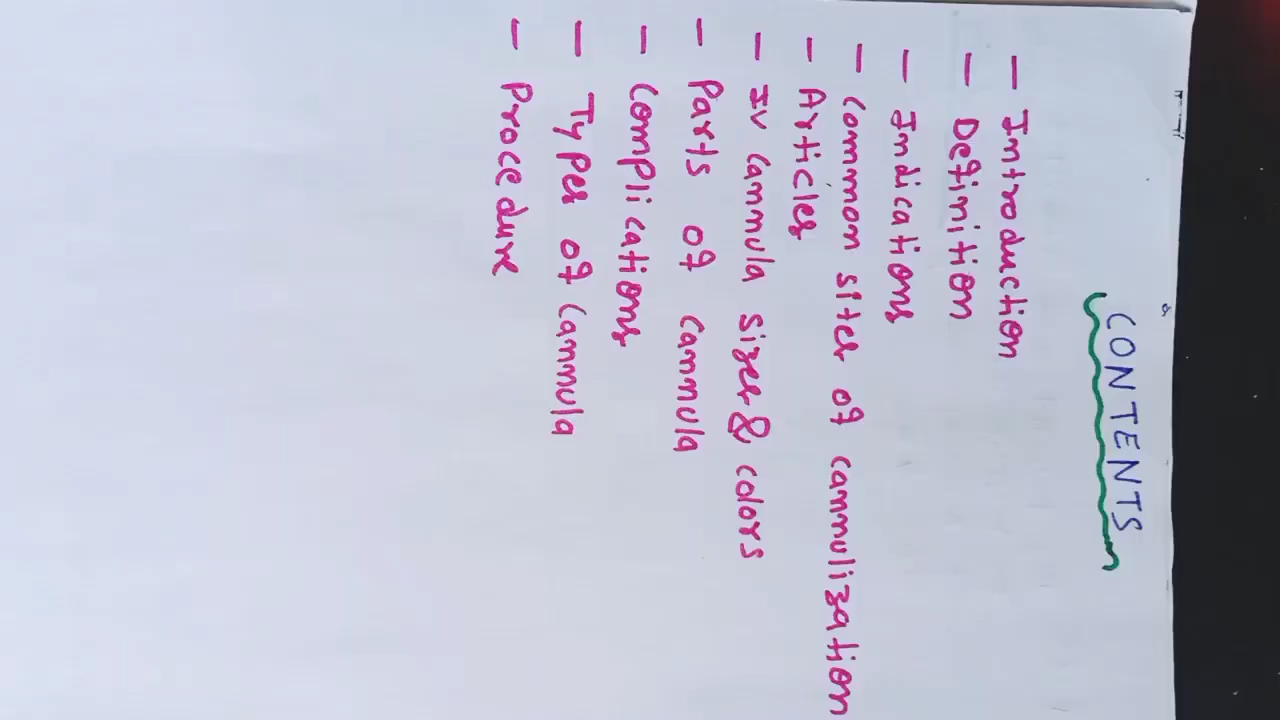 CONTENTS
- Introduction
- Definition
- Indications
- Common sites of cannulization
- Articles
- IV Cannula sizes & colors
- Parts of cannula
- Complications
- Types of Cannula
- Procedure